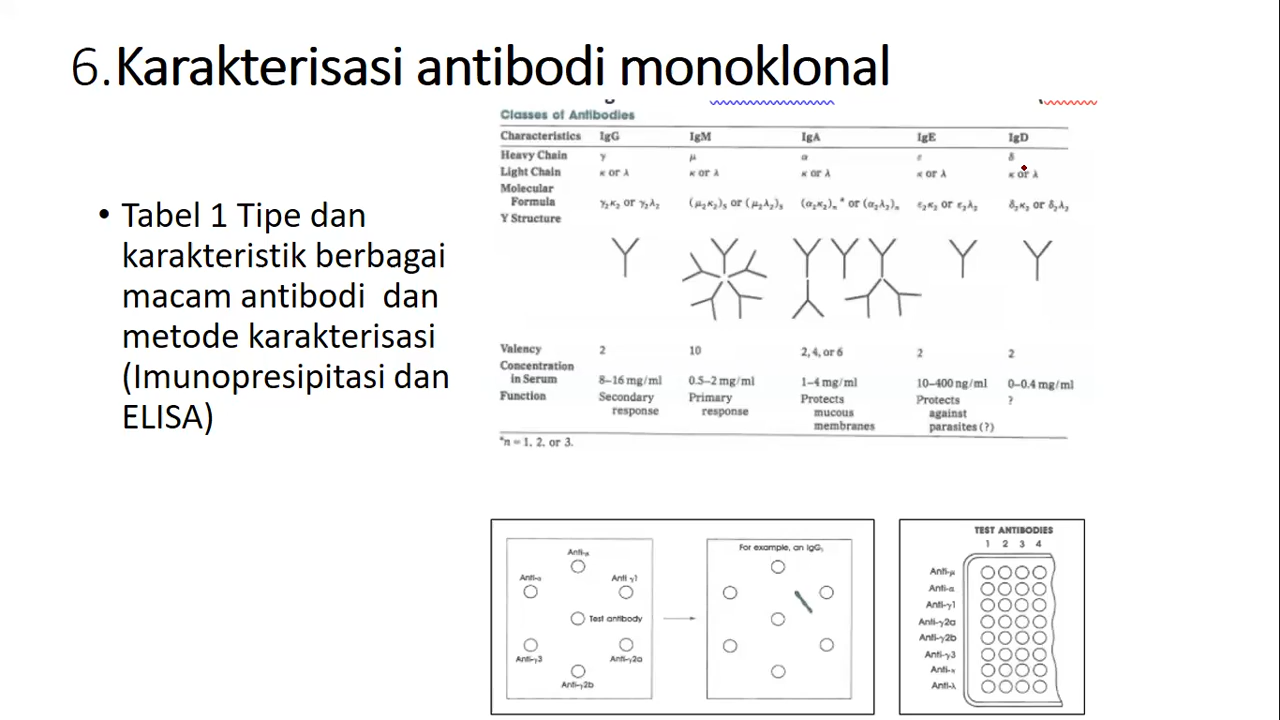 6.Karakterisasi antibodi monoklonal
• Tabel 1 Tipe dan
karakteristik berbagai
macam antibodi dan
metode karakterisasi
(Imunopresipitasi dan
ELISA)
Classes of Antibodies
Characteristics IgG IgM IgA IgE IgD
Heavy Chain γ μ α ε δ
Light Chain κ or λ κ or λ κ or λ κ or λ κ or λ
Molecular
Formula γ₂κ₂ or γ₂λ₂ (μ₂κ₂)₅ or (μ₂λ₂)₅ (α₂κ₂)ₙ* or (α₂λ₂)ₙ ε₂κ₂ or ε₂λ₂ δ₂κ₂ or δ₂λ₂
Y Structure
Valency 2 10 2, 4, or 6 2 2
Concentration
in Serum 8–16 mg/ml 0.5–2 mg/ml 1–4 mg/ml 10–400 ng/ml 0–0.4 mg/ml
Function Secondary Primary Protects Protects ?
response response mucous against
membranes parasites (?)
*n = 1, 2, or 3.
Anti-μ
Anti-α Anti γ1
Test antibody
Anti-γ3 Anti-γ2a
Anti-γ2b
For example, an IgG₁
TEST ANTIBODIES
1 2 3 4
Anti-μ
Anti-α
Anti-γ1
Anti-γ2a
Anti-γ2b
Anti-γ3
Anti-κ
Anti-λ